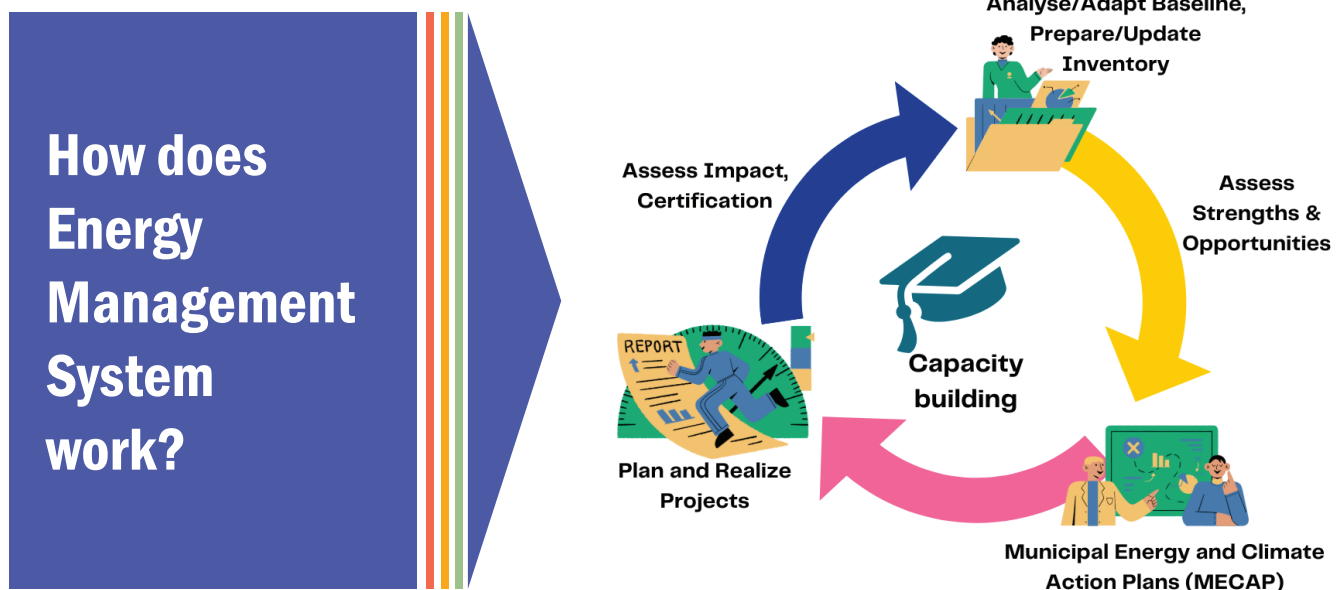 How does
Energy
Management
System
work?
Analyse/Adapt Baseline,
Prepare/Update
Inventory
Assess Impact,
Certification
Assess
Strengths &
Opportunities
Capacity
building
REPORT
Plan and Realize
Projects
Municipal Energy and Climate
Action Plans (MECAP)